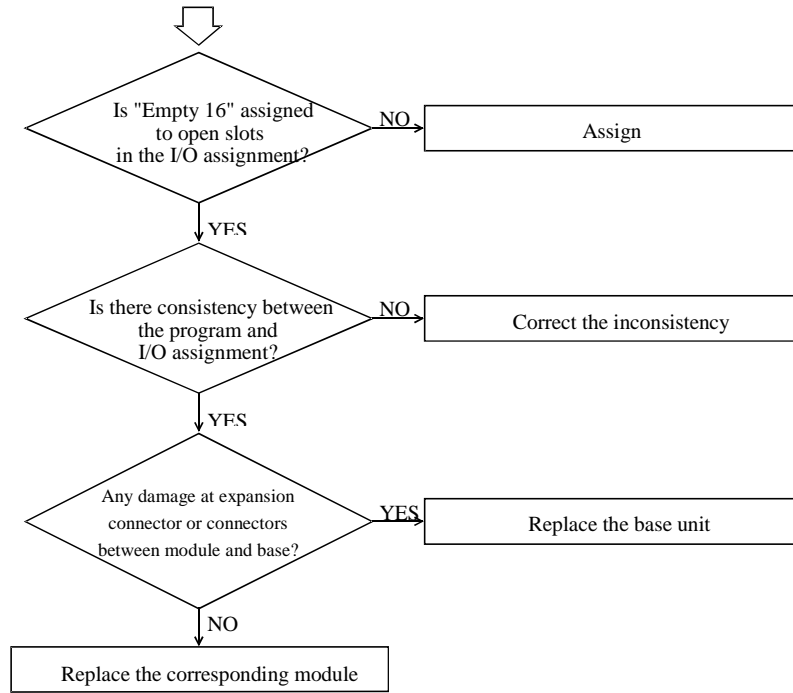 Is "Empty 16" assigned
to open slots
in the I/O assignment?
NO
Assign
YES
Is there consistency between
the program and
I/O assignment?
NO
Correct the inconsistency
YES
Any damage at expansion
connector or connectors
between module and base?
YES
Replace the base unit
NO
Replace the corresponding module